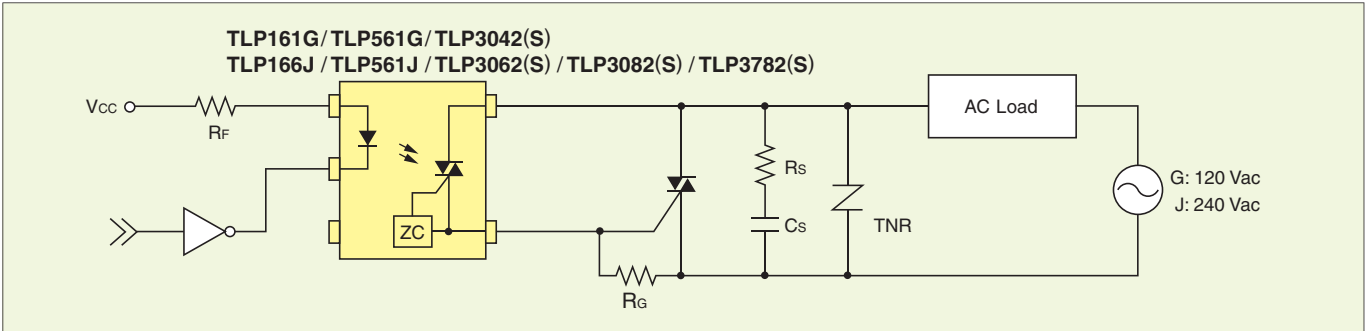 TLP161G/TLP561G/TLP3042(S)
TLP166J / TLP561J / TLP3062(S) / TLP3082(S) / TLP3782(S)
VCC
RF
ZC
RG
RS
CS
TNR
AC Load
G: 120 Vac
J: 240 Vac